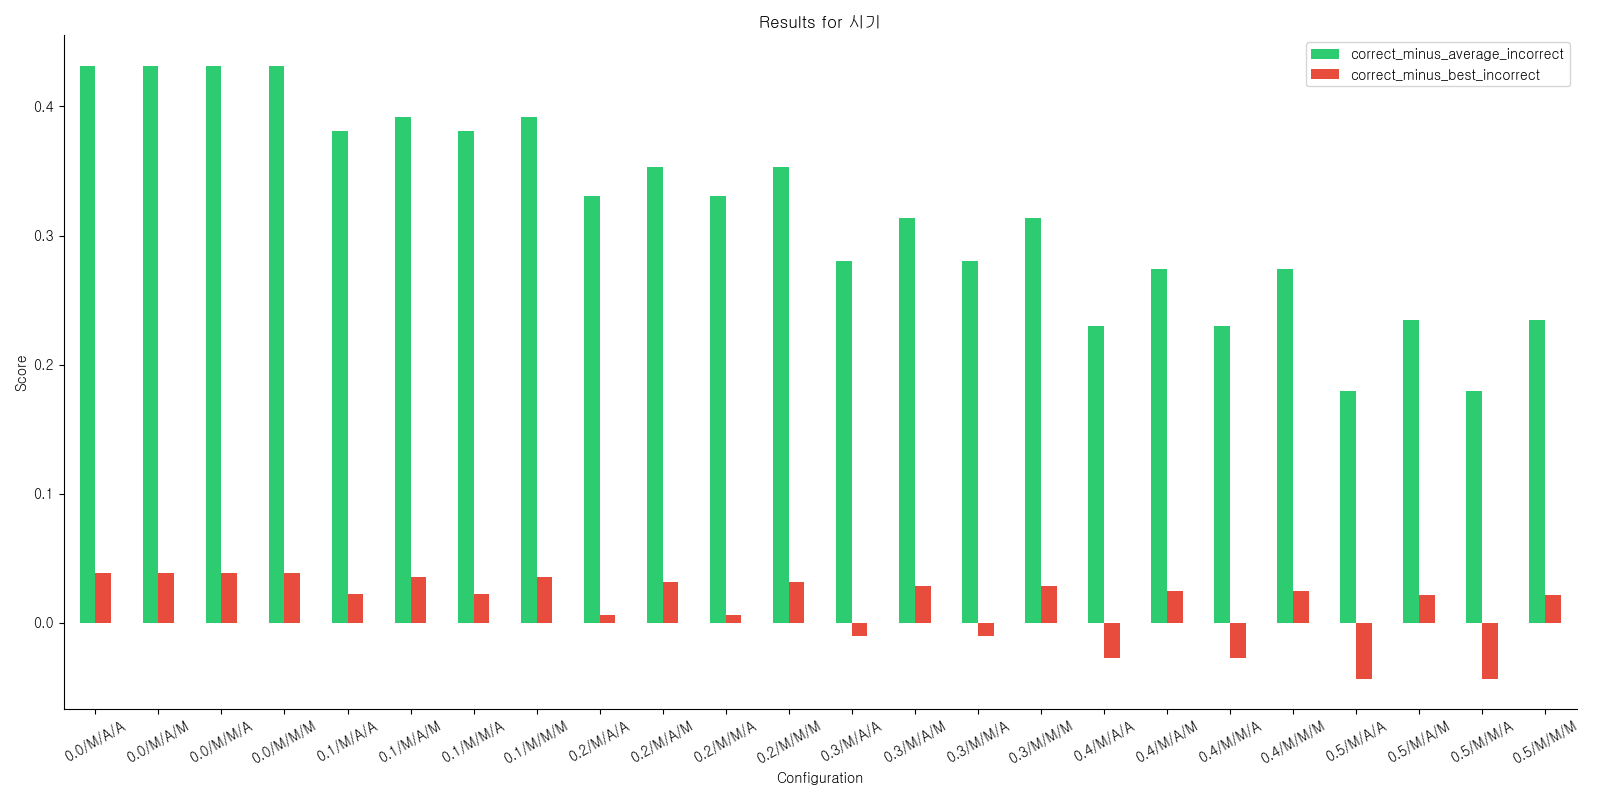 Results for 시기
correct_minus_average_incorrect
correct_minus_best_incorrect
Score
0.4
0.3
0.2
0.1
0.0
0.0/M/A/A
0.0/M/A/M
0.0/M/M/A
0.0/M/M/M
0.1/M/A/A
0.1/M/A/M
0.1/M/M/A
0.1/M/M/M
0.2/M/A/A
0.2/M/A/M
0.2/M/M/A
0.2/M/M/M
0.3/M/A/A
0.3/M/A/M
0.3/M/M/A
0.3/M/M/M
0.4/M/A/A
0.4/M/A/M
0.4/M/M/A
0.4/M/M/M
0.5/M/A/A
0.5/M/A/M
0.5/M/M/A
0.5/M/M/M
Configuration